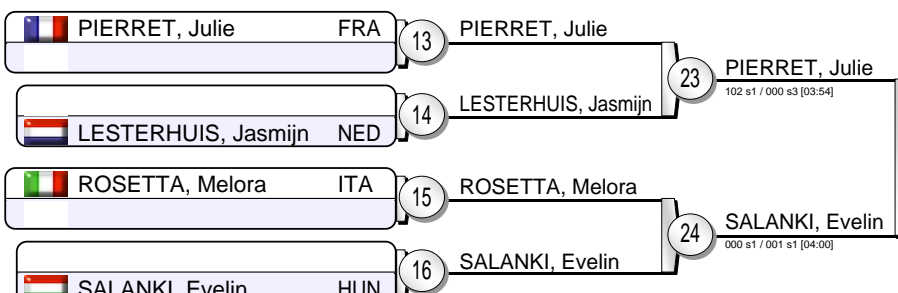 PIERRET, Julie FRA
13
PIERRET, Julie
23
PIERRET, Julie
102 s1 / 000 s3 [03:54]
LESTERHUIS, Jasmijn NED
14
LESTERHUIS, Jasmijn
ROSETTA, Melora ITA
15
ROSETTA, Melora
24
SALANKI, Evelin
000 s1 / 001 s1 [04:00]
SALANKI, Evelin HUN
16
SALANKI, Evelin